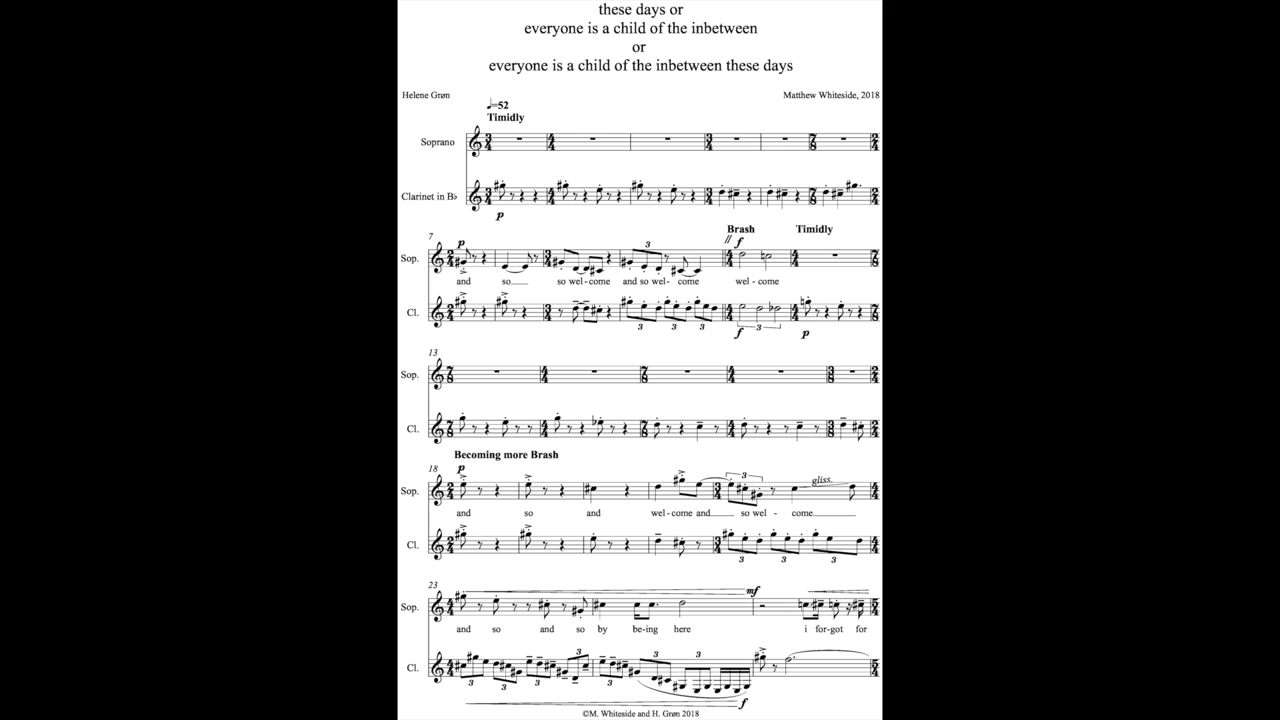 these days or
everyone is a child of the inbetween
or
everyone is a child of the inbetween these days
Helene Grøn
Matthew Whiteside, 2018
♩=52
Timidly
Soprano
Clarinet in B♭
p
7
p
Brash
Timidly
3
f
Sop.
and so so wel - come and so wel - come wel - come
Cl.
3 3 3
f
3
p
13
Sop.
Cl.
Becoming more Brash
18
p
3
gliss.
Sop.
and so and wel - come and so wel - come
Cl.
3 3 3
23
mf
Sop.
and so and so by be - ing here i for - got for
Cl.
3 3 3 3 3 3 3
f
©M. Whiteside and H. Grøn 2018